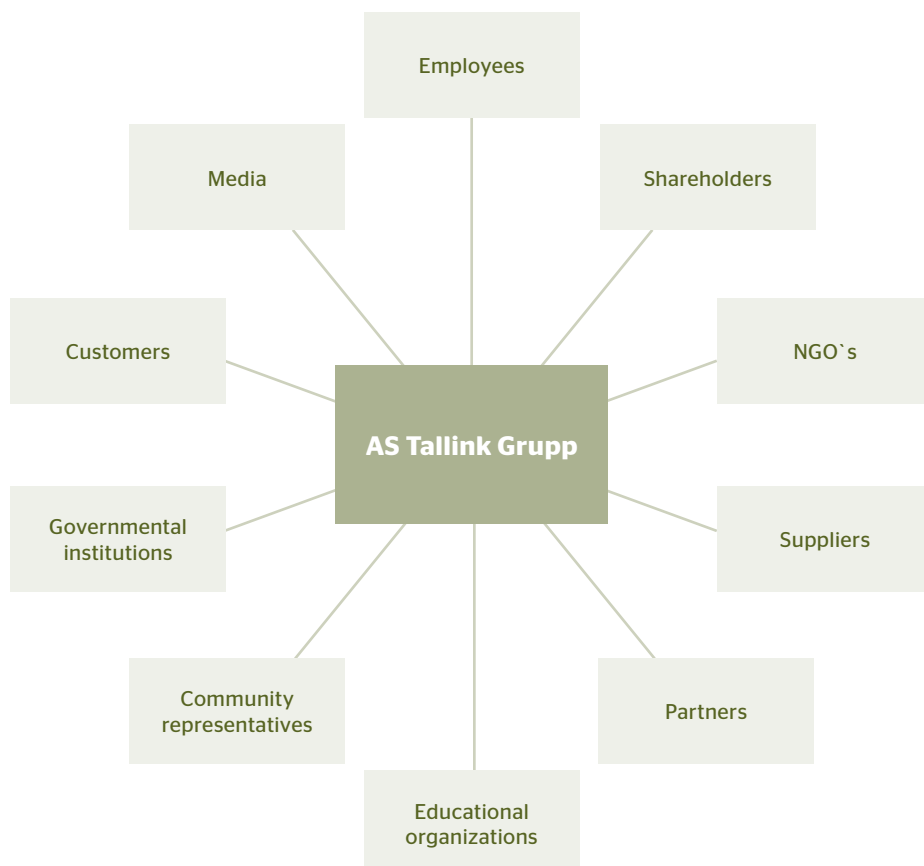 Employees
Media
Shareholders
Customers
NGO`s
AS Tallink Grupp
Governmental
institutions
Suppliers
Community
representatives
Partners
Educational
organizations